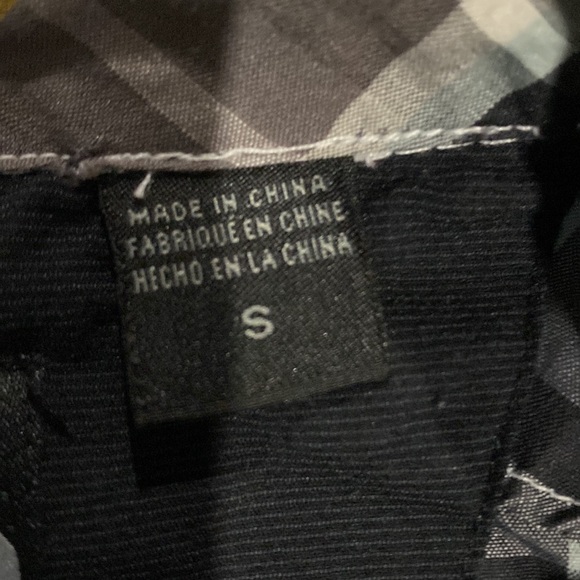 MADE IN CHINA
FABRIQUÉ EN CHINE
HECHO EN LA CHINA
S